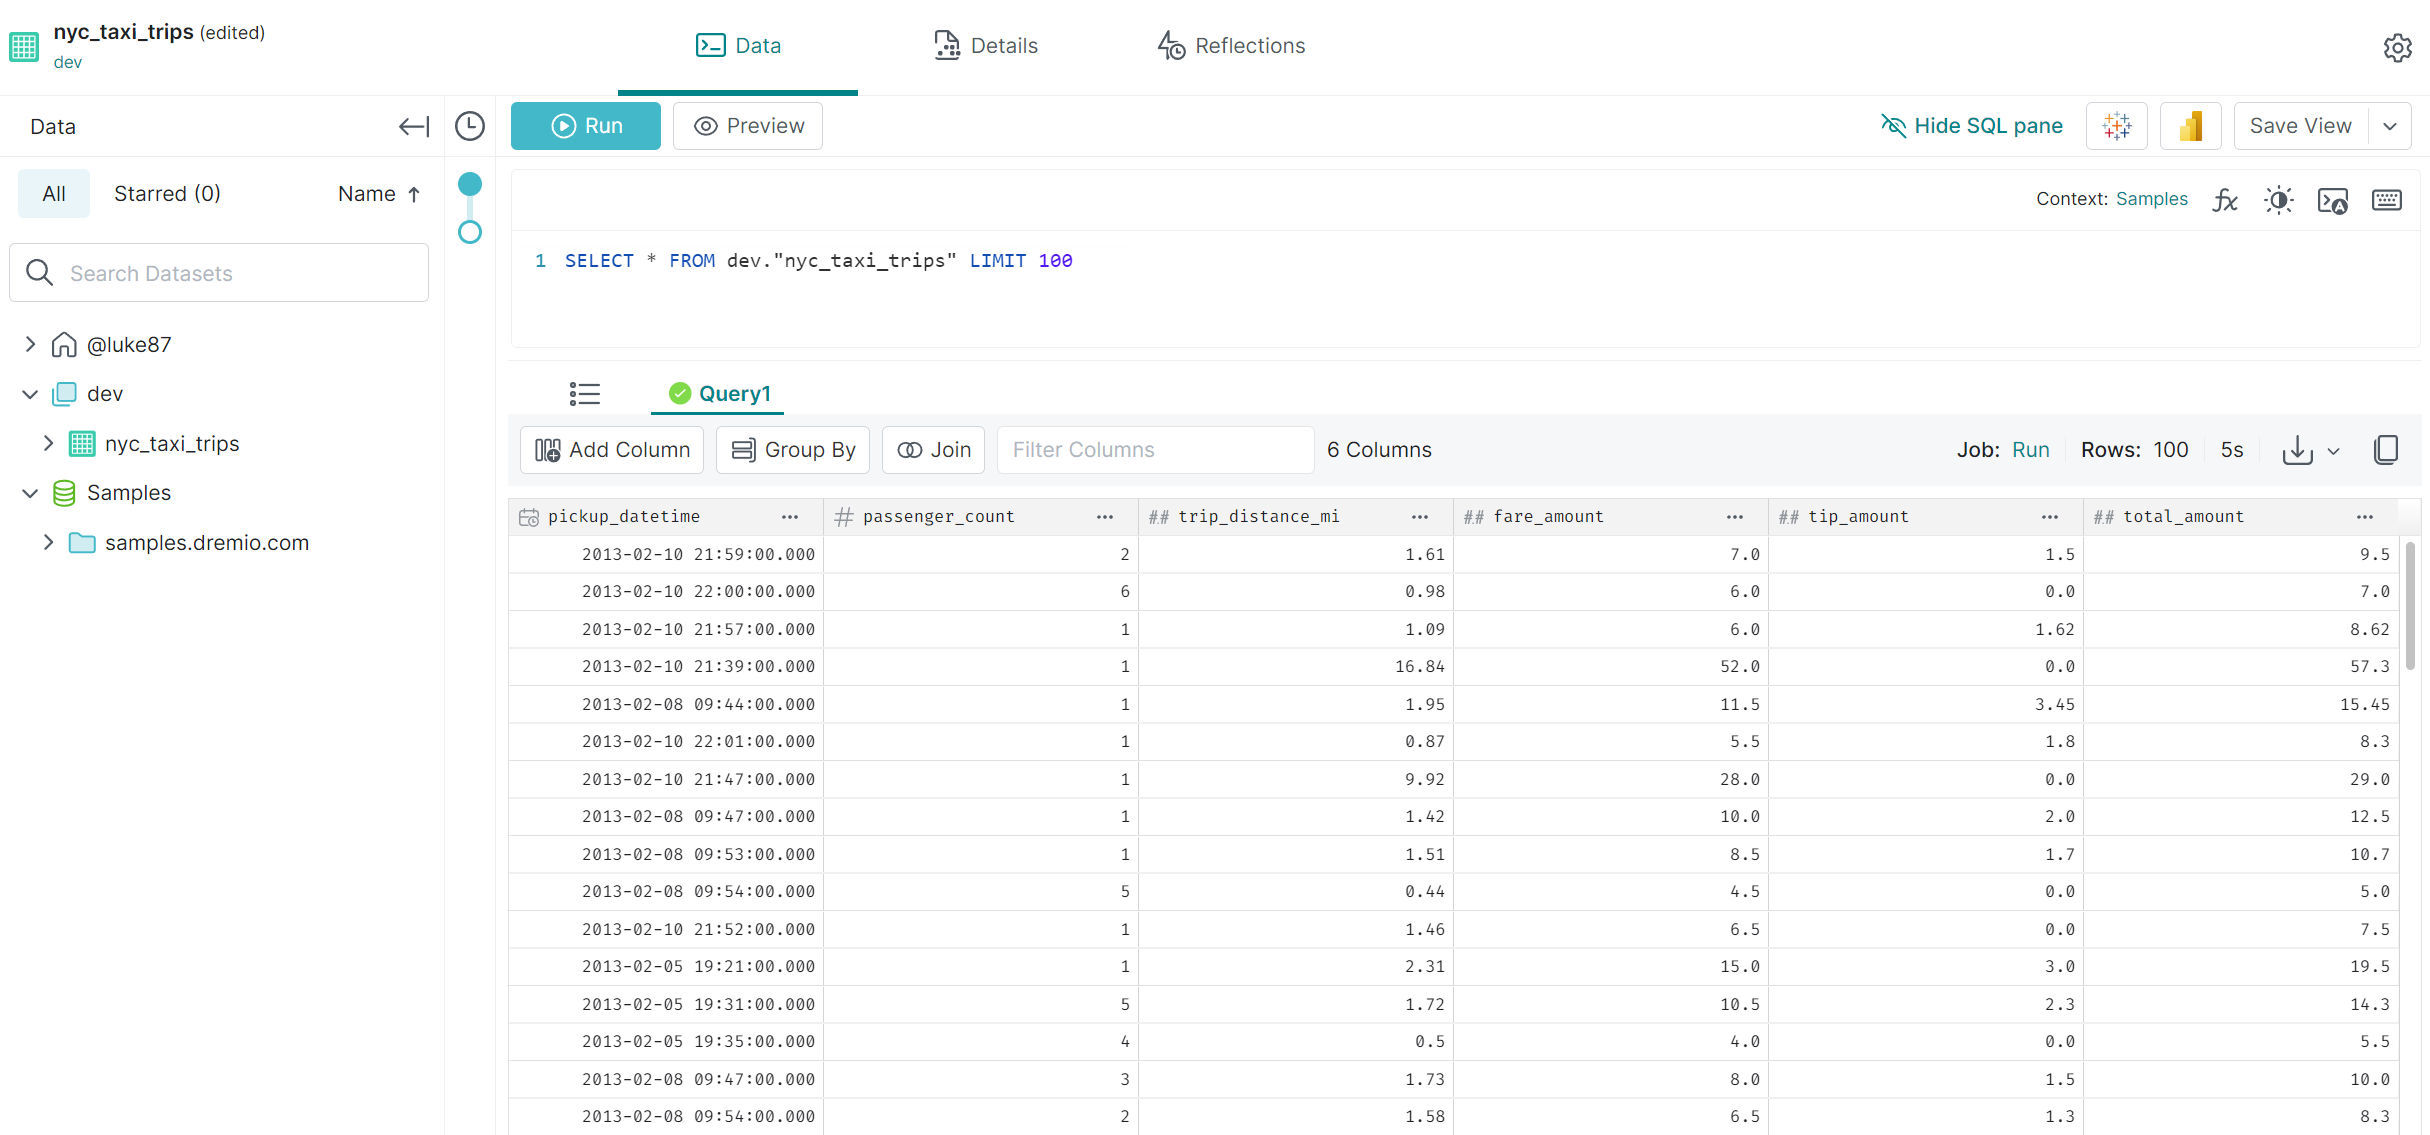 nyc_taxi_trips (edited)
dev
Data
Details
Reflections
Data
Run
Preview
Hide SQL pane
Save View
All
Starred (0)
Name ↑
Context: Samples
Search Datasets
1 SELECT * FROM dev."nyc_taxi_trips" LIMIT 100
@luke87
dev
nyc_taxi_trips
Samples
samples.dremio.com
Query1
Add Column
Group By
Join
Filter Columns
6 Columns
Job: Run
Rows: 100
5s
pickup_datetime ... # passenger_count ... ## trip_distance_mi ... ## fare_amount ... ## tip_amount ... ## total_amount ...
2013-02-10 21:59:00.000 2 1.61 7.0 1.5 9.5
2013-02-10 22:00:00.000 6 0.98 6.0 0.0 7.0
2013-02-10 21:57:00.000 1 1.09 6.0 1.62 8.62
2013-02-10 21:39:00.000 1 16.84 52.0 0.0 57.3
2013-02-08 09:44:00.000 1 1.95 11.5 3.45 15.45
2013-02-10 22:01:00.000 1 0.87 5.5 1.8 8.3
2013-02-10 21:47:00.000 1 9.92 28.0 0.0 29.0
2013-02-08 09:47:00.000 1 1.42 10.0 2.0 12.5
2013-02-08 09:53:00.000 1 1.51 8.5 1.7 10.7
2013-02-08 09:54:00.000 5 0.44 4.5 0.0 5.0
2013-02-10 21:52:00.000 1 1.46 6.5 0.0 7.5
2013-02-05 19:21:00.000 1 2.31 15.0 3.0 19.5
2013-02-05 19:31:00.000 5 1.72 10.5 2.3 14.3
2013-02-05 19:35:00.000 4 0.5 4.0 0.0 5.5
2013-02-08 09:47:00.000 3 1.73 8.0 1.5 10.0
2013-02-08 09:54:00.000 2 1.58 6.5 1.3 8.3